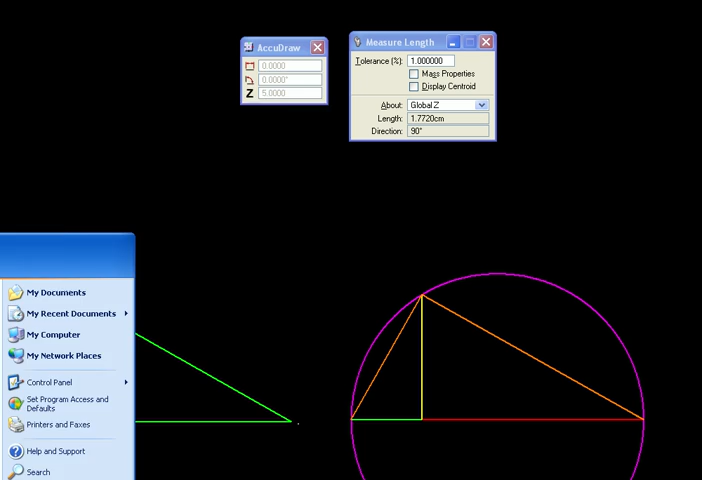 AccuDraw
0.0000
0.0000°
Z 5.0000
Measure Length
Tolerance (%): 1.000000
Mass Properties
Display Centroid
About: Global Z
Length: 1.7720cm
Direction: 90°
My Documents
My Recent Documents
My Computer
My Network Places
Control Panel
Set Program Access and
Defaults
Printers and Faxes
Help and Support
Search